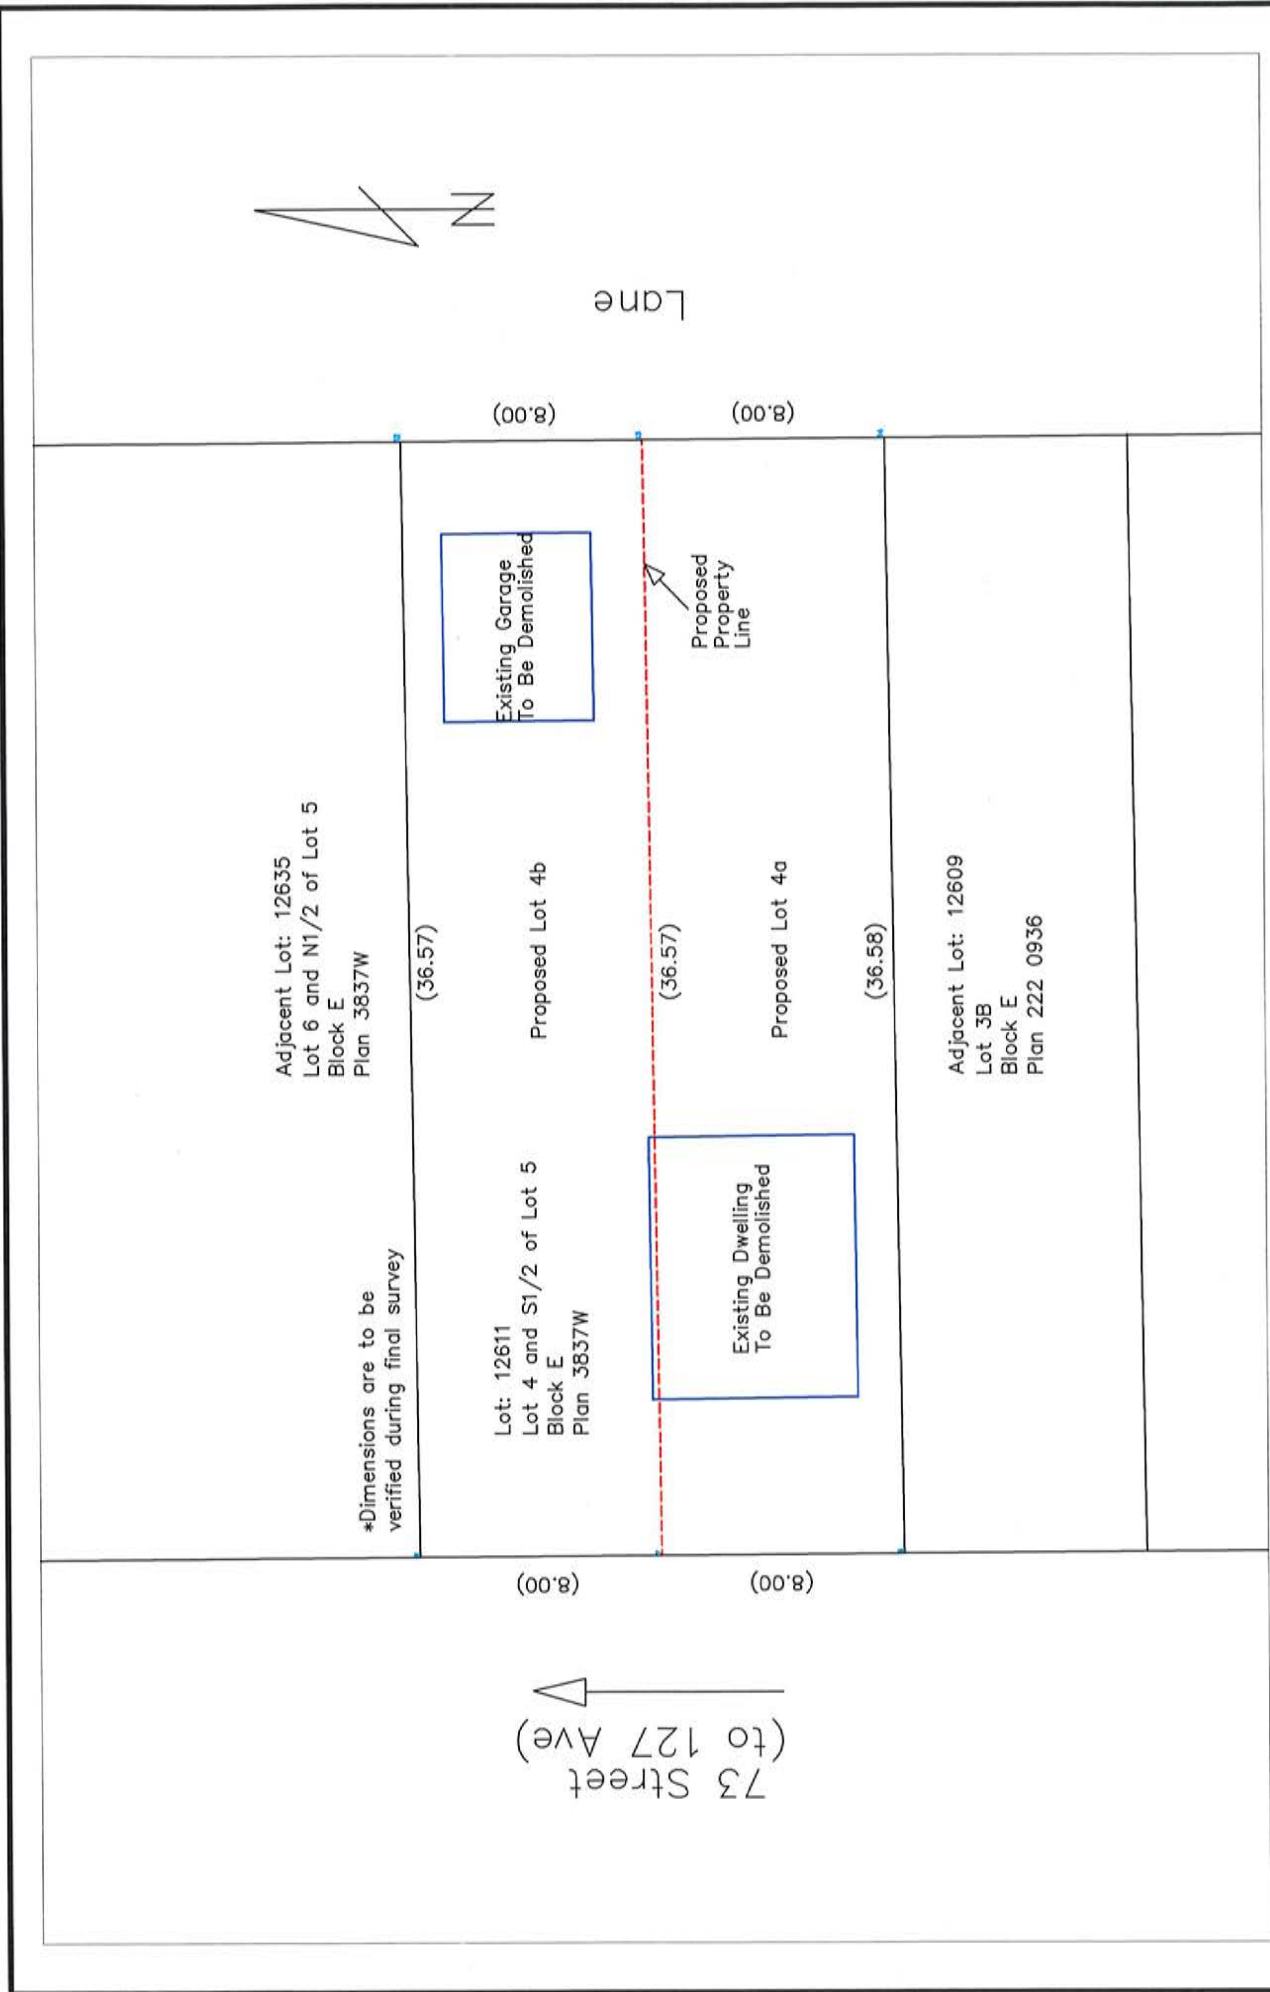 N
Lane
(8.00)
(8.00)
Existing Garage
To Be Demolished
Proposed
Property
Line
Adjacent Lot: 12635
Lot 6 and N1/2 of Lot 5
Block E
Plan 3837W
(36.57)
Proposed Lot 4b
(36.57)
Proposed Lot 4a
(36.58)
Adjacent Lot: 12609
Lot 3B
Block E
Plan 222 0936
*Dimensions are to be
verified during final survey
Lot: 12611
Lot 4 and S1/2 of Lot 5
Block E
Plan 3837W
Existing Dwelling
To Be Demolished
(8.00)
(8.00)
73 Street
(to 127 Ave)